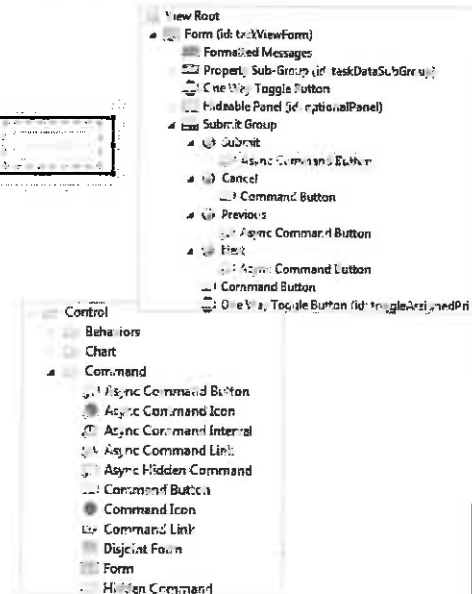 View Root
Form (id: taskViewForm)
Formatted Messages
Property Sub-Group (id: taskDataSubGroup)
One Way Toggle Button
Hideable Panel (id: optionalPanel)
Submit Group
Submit
Async Command Button
Cancel
Command Button
Previous
Async Command Button
Next
Async Command Button
Command Button
One Way Toggle Button (id: toggleAssignedPri
Control
Behaviors
Chart
Command
Async Command Button
Async Command Icon
Async Command Interval
Async Command Link
Async Hidden Command
Command Button
Command Icon
Command Link
Disjoint Form
Form
Hidden Command